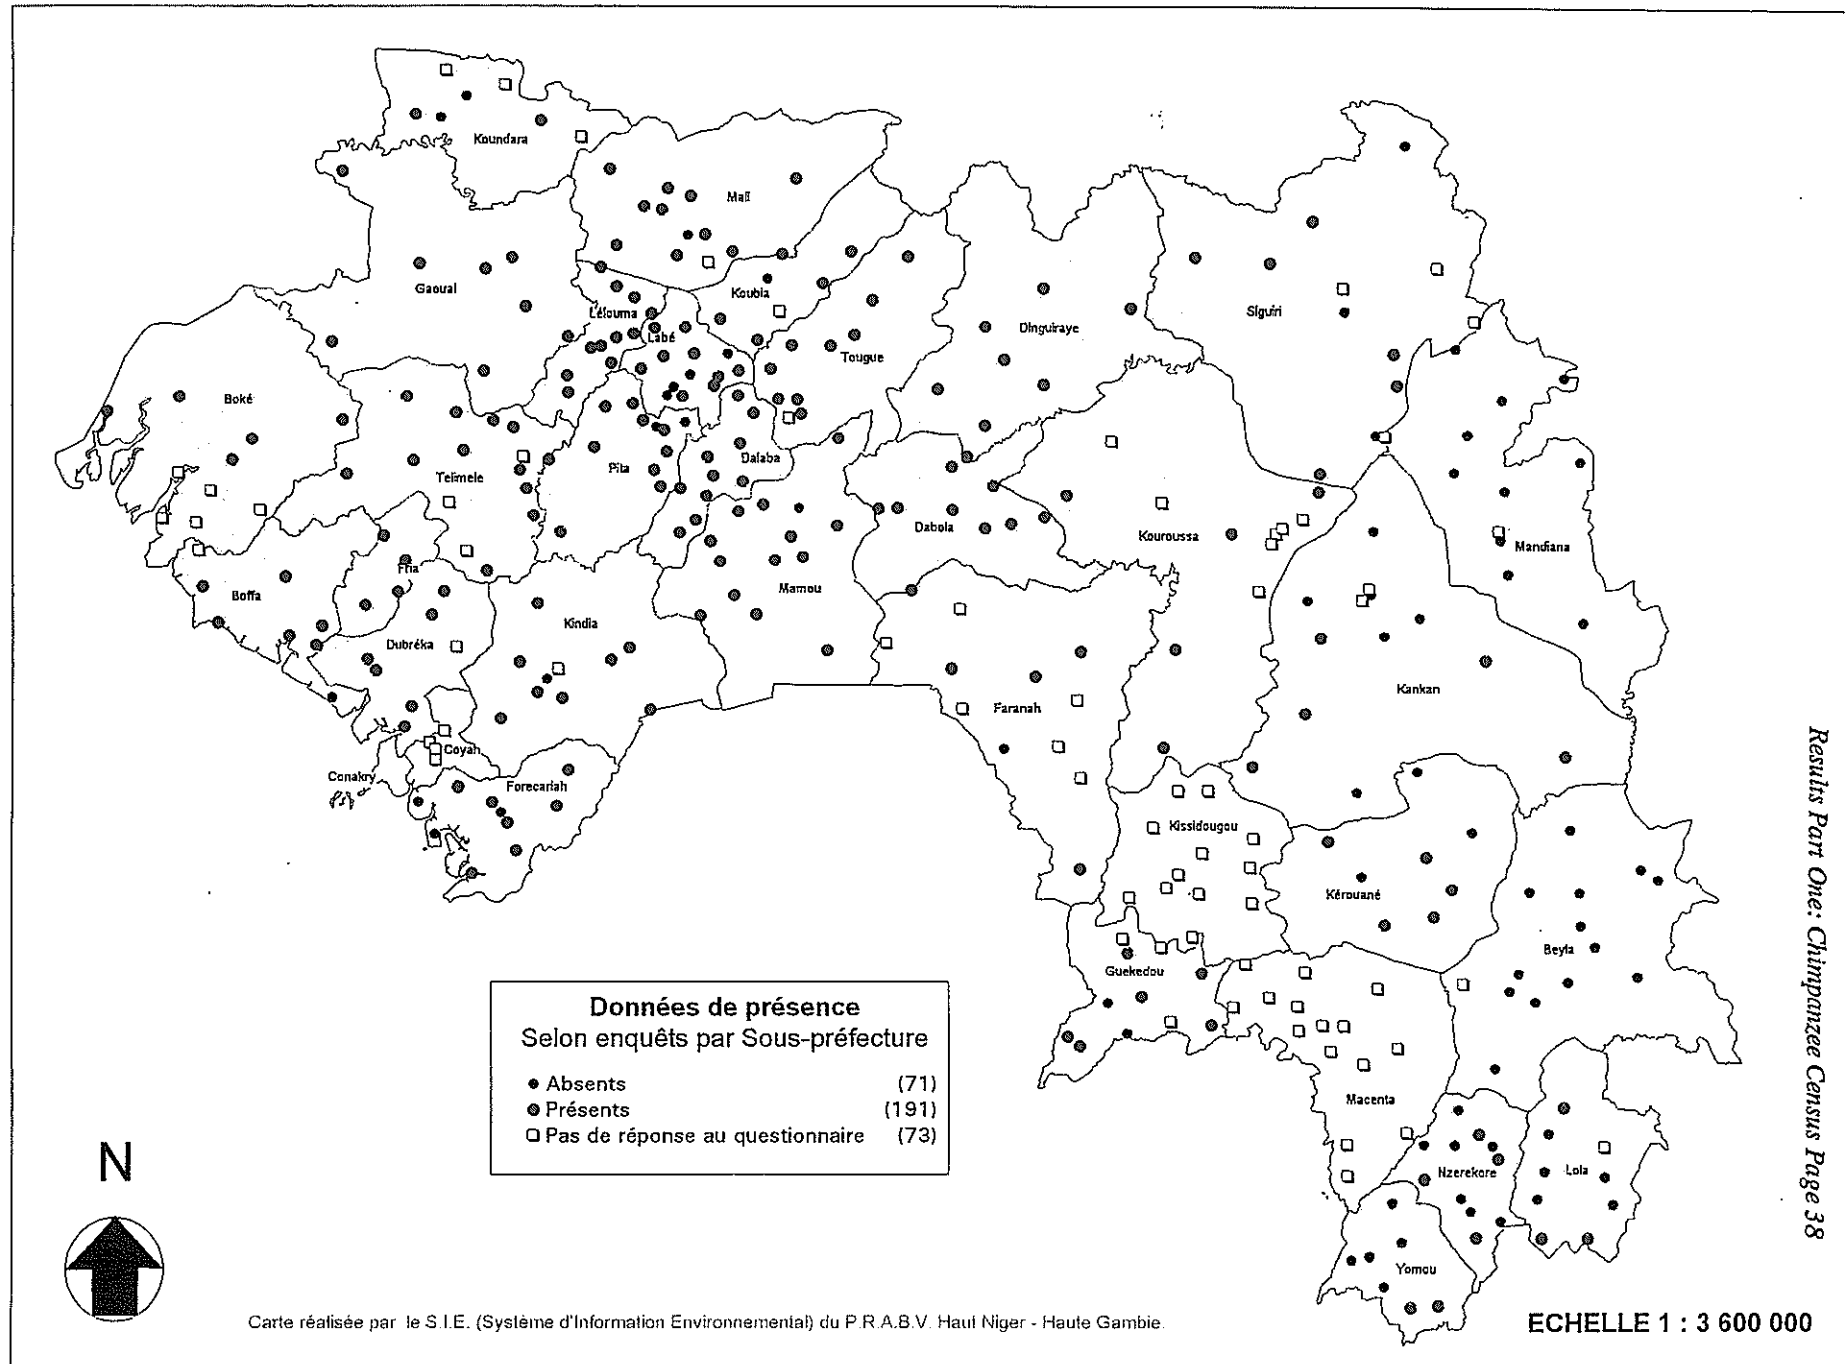 Koundara
Mali
Gaoual
Koubia
Lélouma
Labé
Siguiri
Dinguiraye
Tougue
Boké
Dalaba
Pita
Telimele
Dabola
Kouroussa
Mandiana
Fria
Boffa
Mamou
Kindia
Dubréka
Kankan
Faranah
Coyah
Conakry
Forecariah
Kissidougou
Kérouané
Beyla
Guekedou
Macenta
Nzerekore
Lola
Yomou
Données de présence
Selon enquêts par Sous-préfecture
Absents (71)
Présents (191)
Pas de réponse au questionnaire (73)
N
Carte réalisée par le S.I.E. (Système d'Information Environnemental) du P.R.A.B.V. Haut Niger - Haute Gambie.
ECHELLE 1 : 3 600 000
Results Part One: Chimpanzee Census Page 38